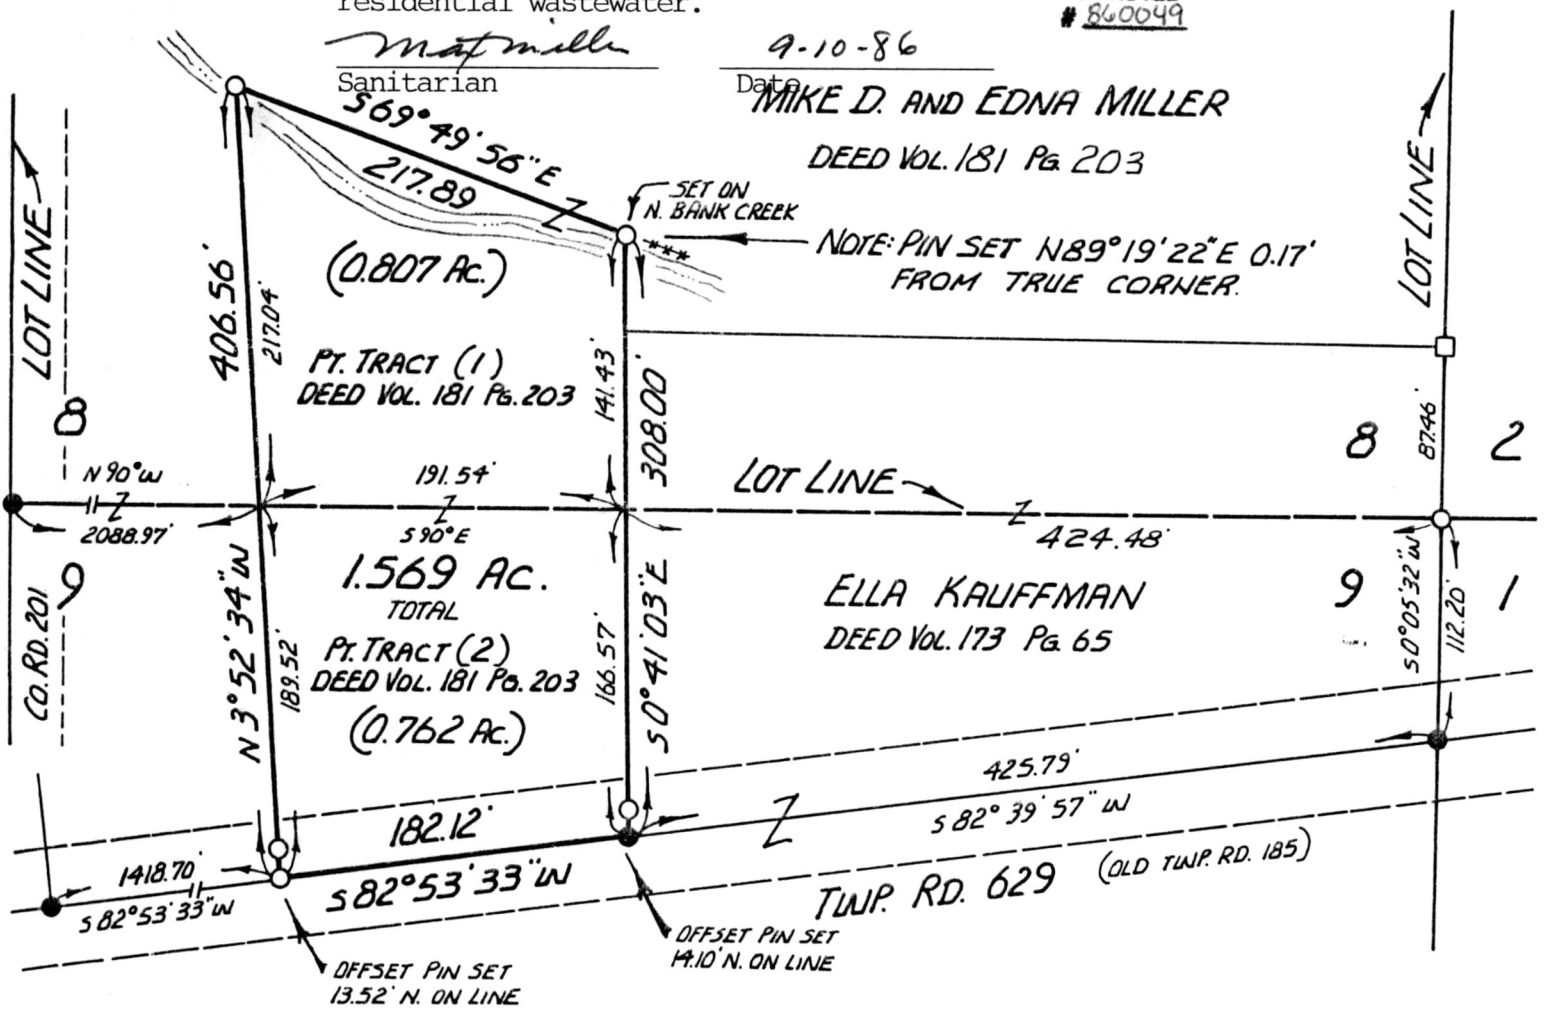 residential wastewater.
# 860049
Max Miller
9-10-86
Sanitarian
Date
MIKE D. AND EDNA MILLER
DEED VOL. 181 PG. 203
S 69° 49' 56" E
217.89
SET ON
N. BANK CREEK
NOTE: PIN SET N89° 19' 22" E 0.17'
FROM TRUE CORNER.
LOT LINE
LOT LINE
406.56'
217.04'
(0.807 AC.)
PT. TRACT (1)
DEED VOL. 181 PG. 203
141.43'
308.00'
87.46'
8
8
2
N 90° W
2088.97'
191.54'
S 90° E
LOT LINE
424.48'
9
9
1
CO. RD. 201
N 3° 52' 34" W
189.52'
1.569 AC.
TOTAL
PT. TRACT (2)
DEED VOL. 181 PG. 203
(0.762 AC.)
166.57'
S 0° 41' 03" E
ELLA KAUFFMAN
DEED VOL. 173 PG. 65
S 0° 05' 32" W
112.20'
425.79'
S 82° 39' 57" W
182.12'
S 82° 53' 33" W
1418.70'
S 82° 53' 33" W
TWP. RD. 629 (OLD TWP. RD. 185)
OFFSET PIN SET
14.10' N. ON LINE
OFFSET PIN SET
13.52' N. ON LINE